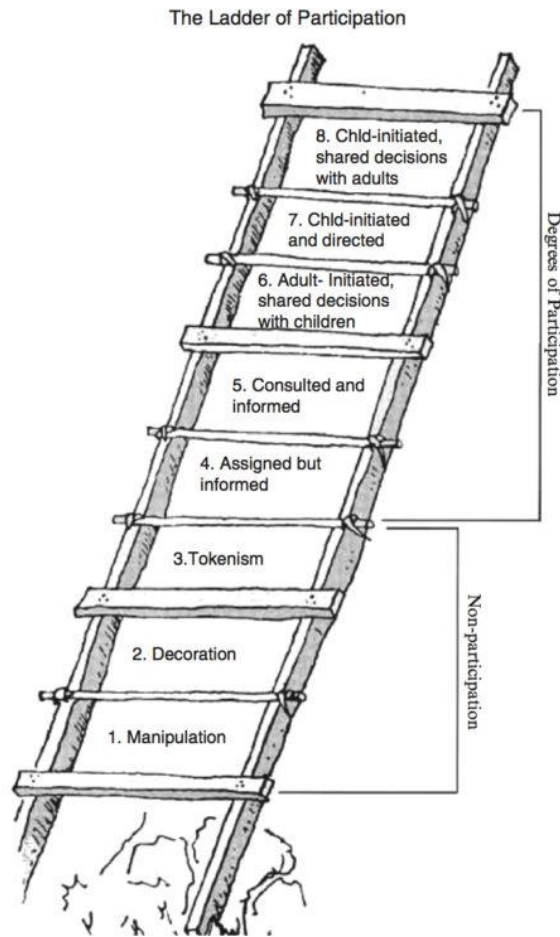 The Ladder of Participation
8. Chld-initiated,
shared decisions
with adults
7. Chld-initiated
and directed
6. Adult- Initiated,
shared decisions
with children
5. Consulted and
informed
4. Assigned but
informed
3.Tokenism
2. Decoration
1. Manipulation
Degrees of Participation
Non-participation